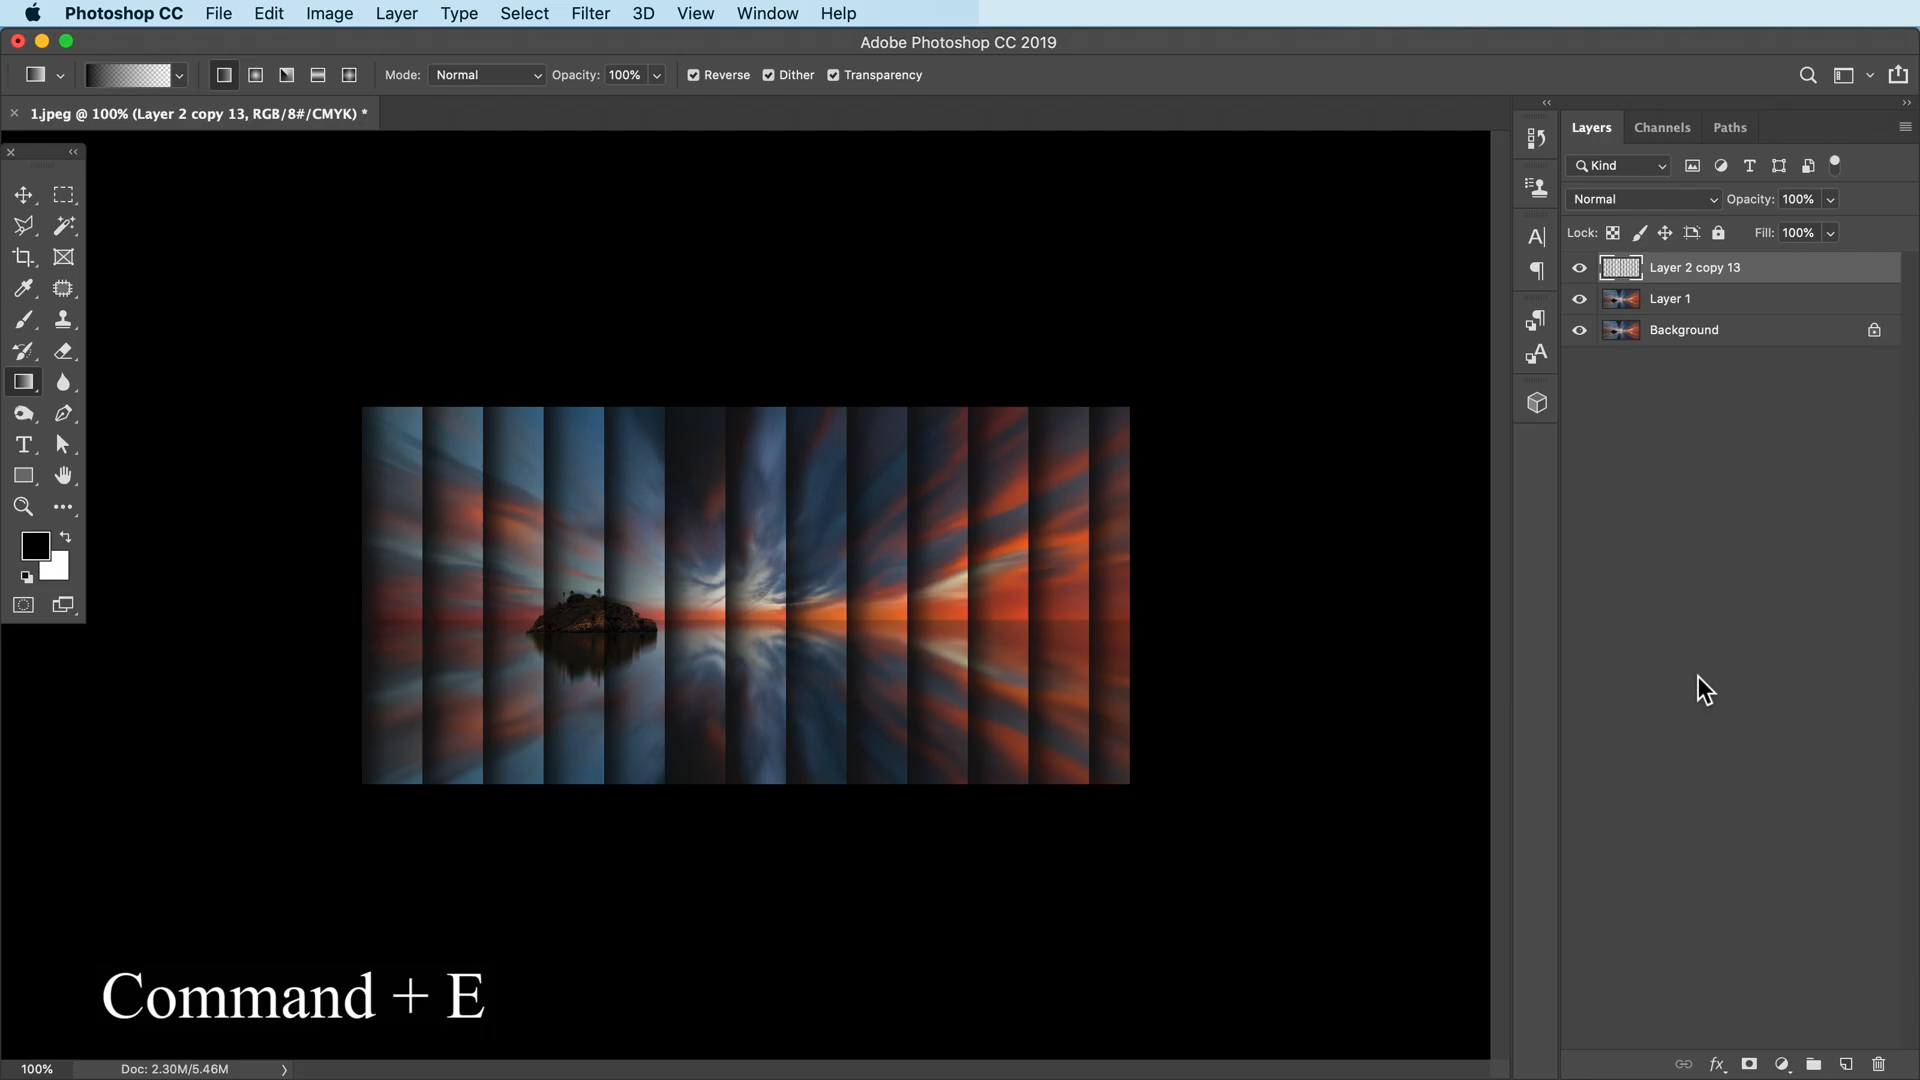 Photoshop CC File Edit Image Layer Type Select Filter 3D View Window Help
Adobe Photoshop CC 2019
Mode: Normal Opacity: 100% Reverse Dither Transparency
1.jpeg @ 100% (Layer 2 copy 13, RGB/8#/CMYK) *
Layers Channels Paths
Kind
Normal Opacity: 100%
Lock: Fill: 100%
Layer 2 copy 13
Layer 1
Background
Command + E
100% Doc: 2.30M/5.46M